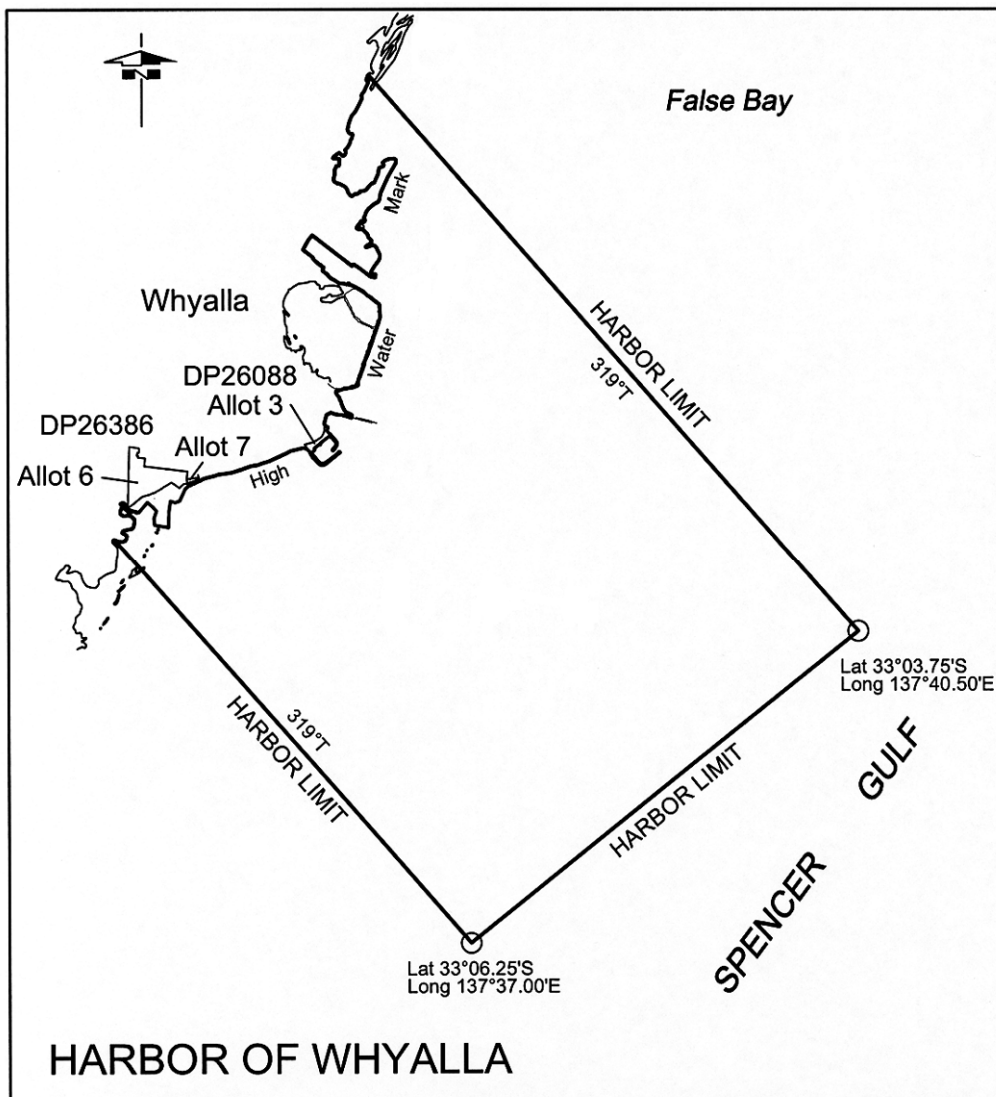 N
False Bay
Mark
Whyalla
Water
HARBOR LIMIT
319°T
DP26088
Allot 3
DP26386
Allot 7
Allot 6
High
Lat 33°03.75'S
Long 137°40.50'E
319°T
HARBOR LIMIT
HARBOR LIMIT
SPENCER GULF
Lat 33°06.25'S
Long 137°37.00'E
HARBOR OF WHYALLA